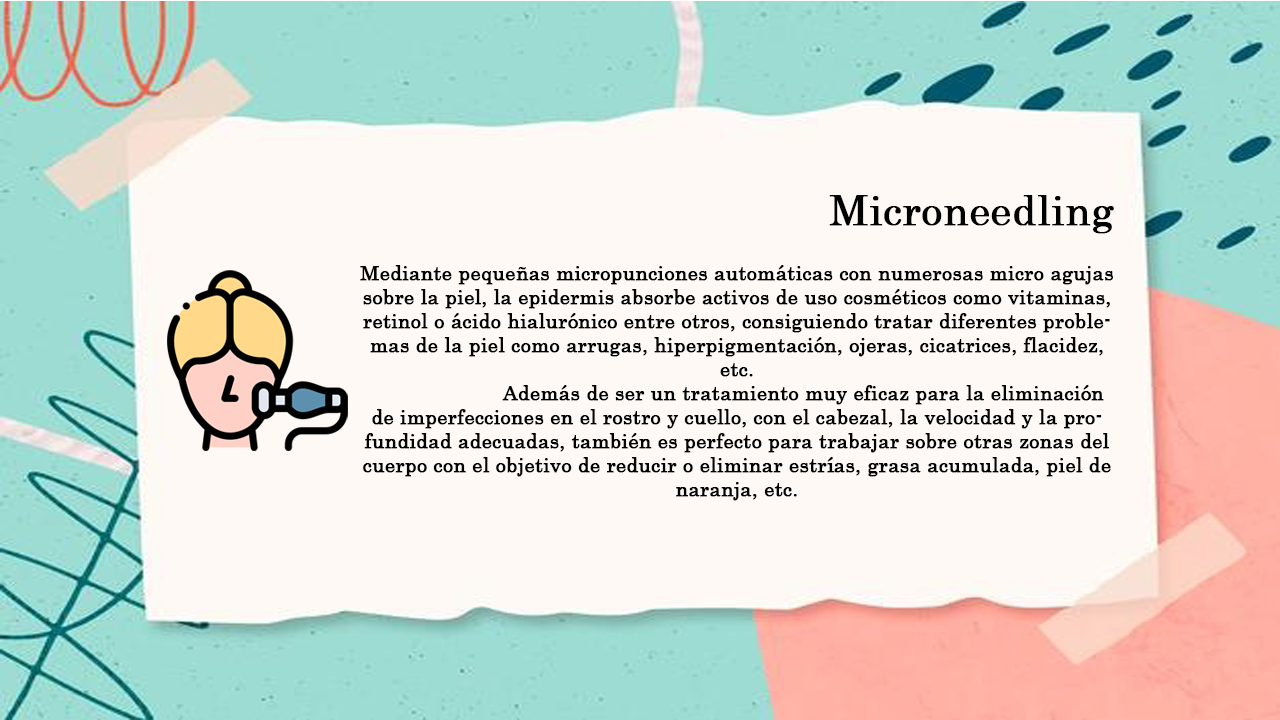 Microneedling
Mediante pequeñas micropunciones automáticas con numerosas micro agujas
sobre la piel, la epidermis absorbe activos de uso cosméticos como vitaminas,
retinol o ácido hialurónico entre otros, consiguiendo tratar diferentes proble-
mas de la piel como arrugas, hiperpigmentación, ojeras, cicatrices, flacidez,
etc.
Además de ser un tratamiento muy eficaz para la eliminación
de imperfecciones en el rostro y cuello, con el cabezal, la velocidad y la pro-
fundidad adecuadas, también es perfecto para trabajar sobre otras zonas del
cuerpo con el objetivo de reducir o eliminar estrías, grasa acumulada, piel de
naranja, etc.